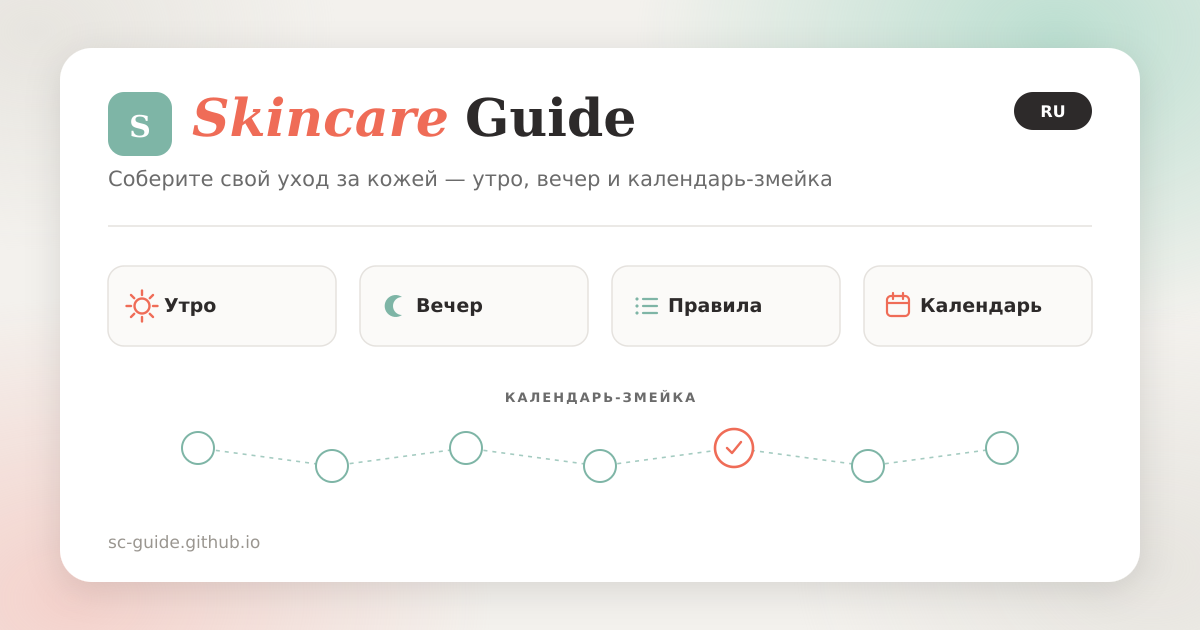 S Skincare Guide RU
Соберите свой уход за кожей — утро, вечер и календарь-змейка
Утро Вечер Правила Календарь
КАЛЕНДАРЬ-ЗМЕЙКА
sc-guide.github.io